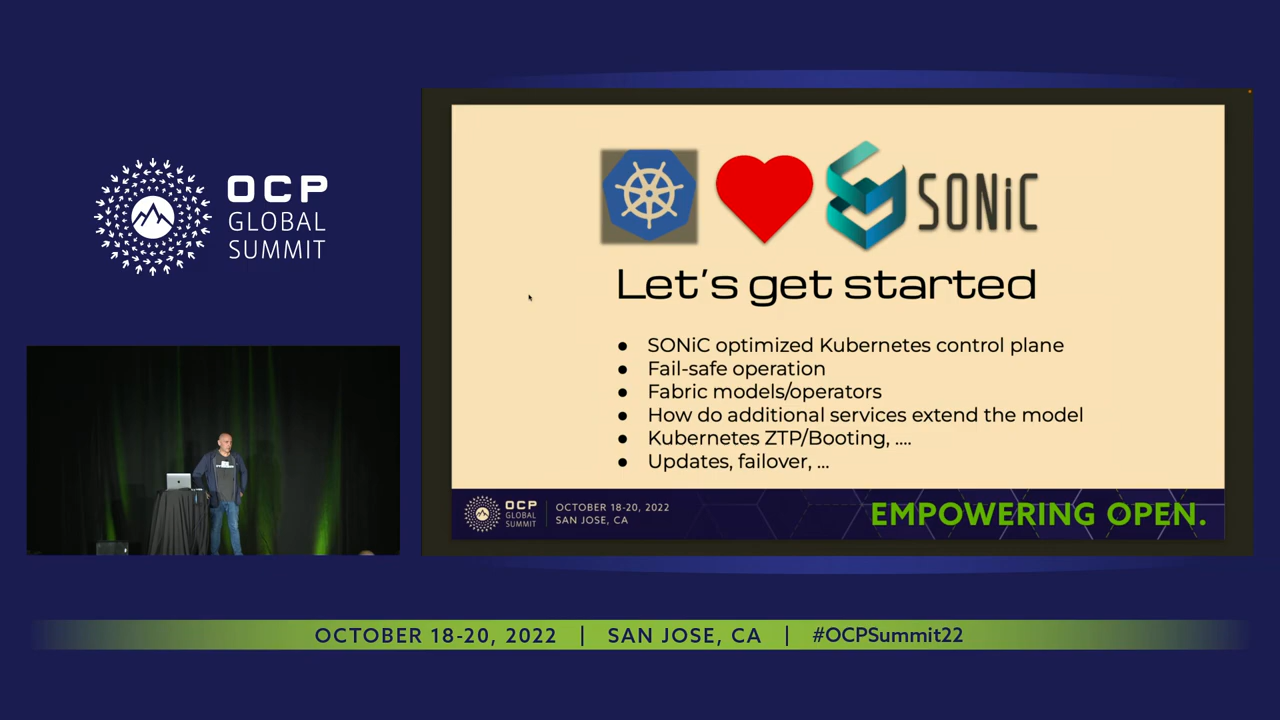 OCP
GLOBAL
SUMMIT
SONiC
Let's get started
● SONiC optimized Kubernetes control plane
● Fail-safe operation
● Fabric models/operators
● How do additional services extend the model
● Kubernetes ZTP/Booting, ....
● Updates, failover, ...
OCP
GLOBAL
SUMMIT
OCTOBER 18-20, 2022
SAN JOSE, CA
EMPOWERING OPEN.
OCTOBER 18-20, 2022 | SAN JOSE, CA | #OCPSummit22